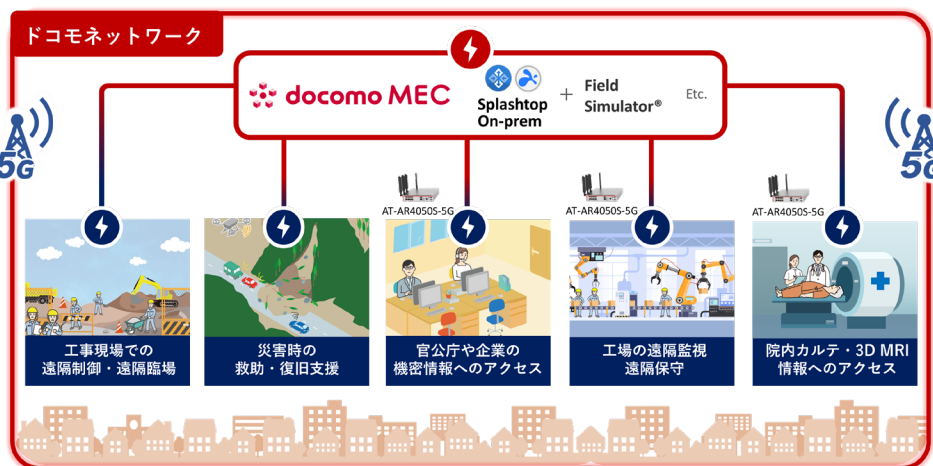 ドコモネットワーク
docomo MEC
Splashtop
On-prem
+
Field
Simulator®
Etc.
5G
5G
AT-AR4050S-5G
AT-AR4050S-5G
AT-AR4050S-5G
工事現場での
遠隔制御・遠隔臨場
災害時の
救助・復旧支援
官公庁や企業の
機密情報へのアクセス
工場の遠隔監視
遠隔保守
院内カルテ・3D MRI
情報へのアクセス